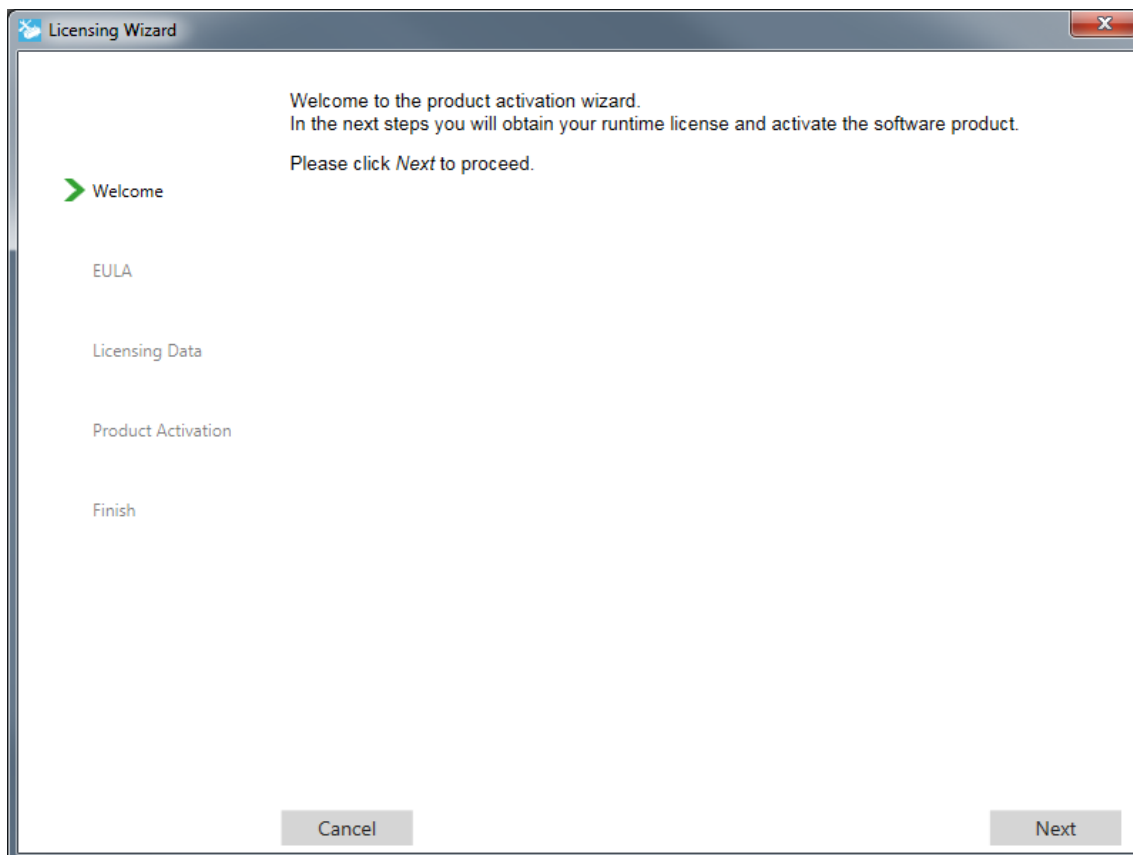 Licensing Wizard
Welcome to the product activation wizard.
In the next steps you will obtain your runtime license and activate the software product.
Please click Next to proceed.
Welcome
EULA
Licensing Data
Product Activation
Finish
Cancel
Next